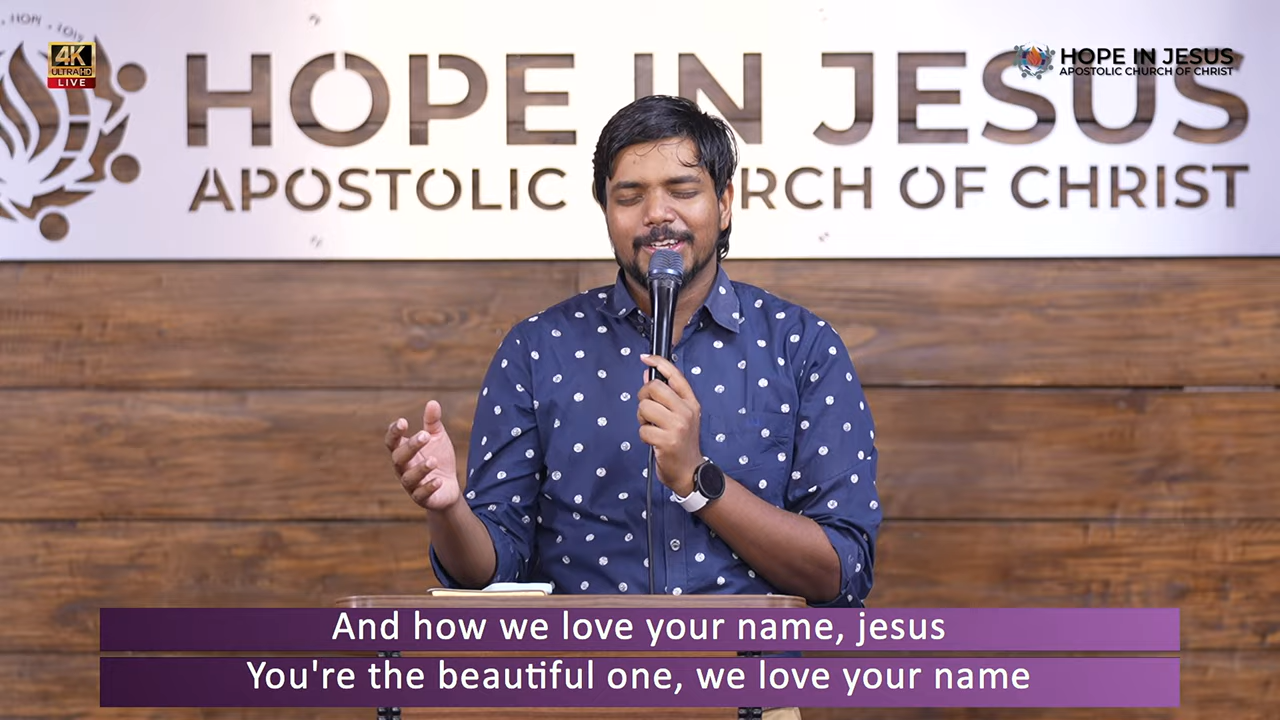 HOPE
4K
ULTRA HD
LIVE
HOPE IN JESUS
APOSTOLIC CHURCH OF CHRIST
HOPE IN JESUS
APOSTOLIC RCH OF CHRIST
And how we love your name, jesus
You're the beautiful one, we love your name